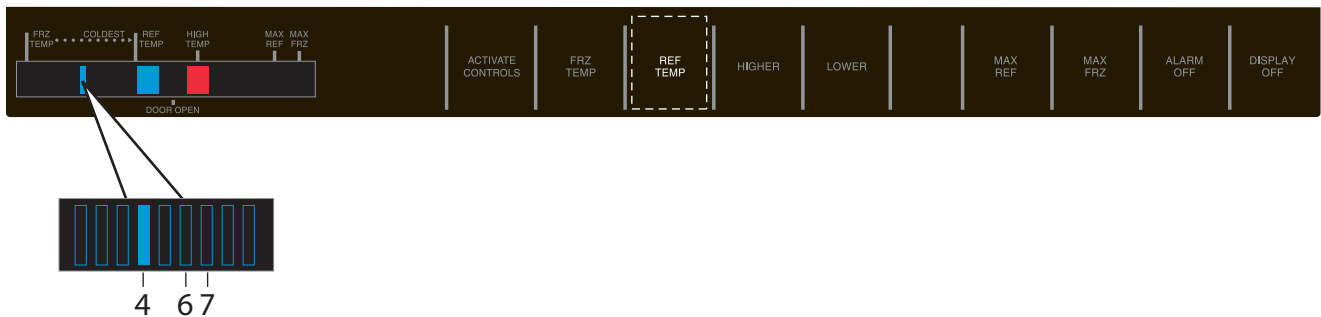 FRZ TEMP
COLDEST
REF TEMP
HIGH TEMP
MAX REF
MAX FRZ
DOOR OPEN
ACTIVATE CONTROLS
FRZ TEMP
REF TEMP
HIGHER
LOWER
MAX REF
MAX FRZ
ALARM OFF
DISPLAY OFF
4 6 7